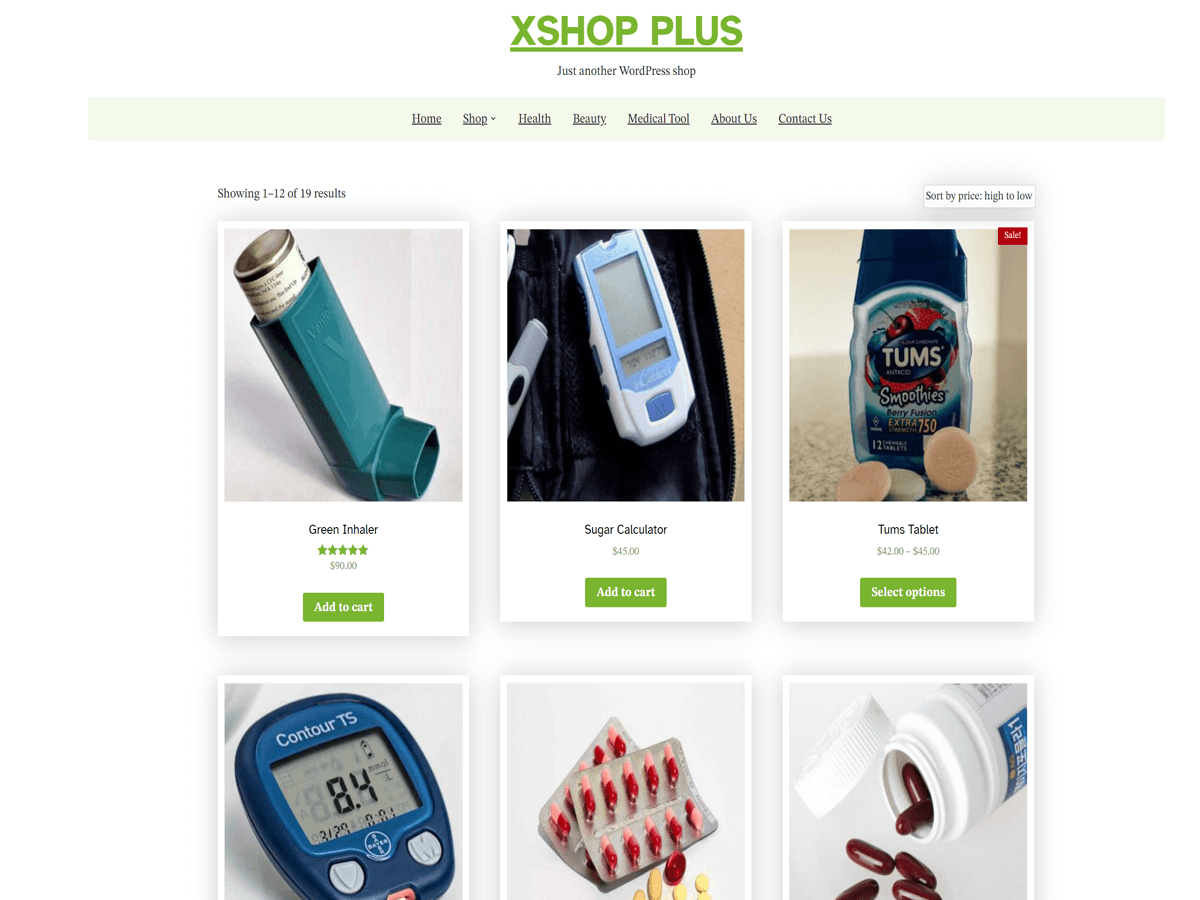 XSHOP PLUS
Just another WordPress shop
Home Shop Health Beauty Medical Tool About Us Contact Us
Showing 1–12 of 19 results
Sort by price: high to low
Sale!
TUMS
ANTACID
Smoothies
Berry Fusion
EXTRA 750
STRENGTH
12 CHEWABLE
TABLETS
Green Inhaler
$90.00
Add to cart
Sugar Calculator
$45.00
Add to cart
Tums Tablet
$42.00 – $45.00
Select options
Contour TS
8.4
mmol
BAYER